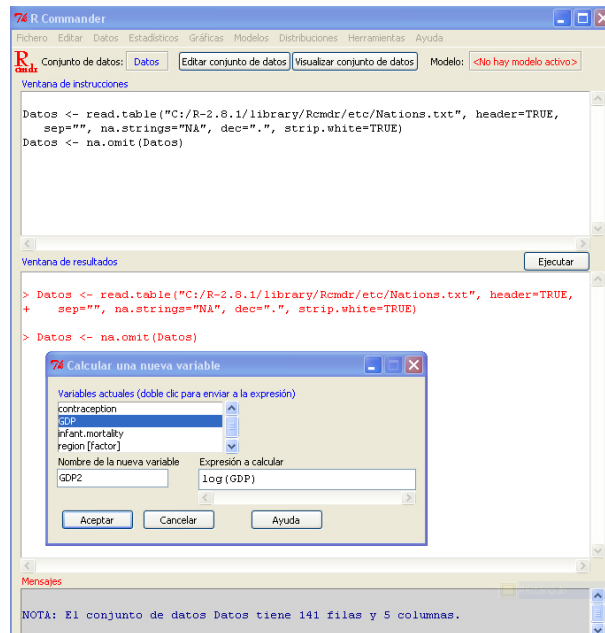 R Commander
Fichero Editar Datos Estadísticos Gráficas Modelos Distribuciones Herramientas Ayuda
R cmdr Conjunto de datos: Datos Editar conjunto de datos Visualizar conjunto de datos Modelo: <No hay modelo activo>
Ventana de instrucciones
Datos <- read.table("C:/R-2.8.1/library/Rcmdr/etc/Nations.txt", header=TRUE,
sep="", na.strings="NA", dec=".", strip.white=TRUE)
Datos <- na.omit(Datos)
Ventana de resultados Ejecutar
> Datos <- read.table("C:/R-2.8.1/library/Rcmdr/etc/Nations.txt", header=TRUE,
+ sep="", na.strings="NA", dec=".", strip.white=TRUE)
> Datos <- na.omit(Datos)
Calcular una nueva variable
Variables actuales (doble clic para enviar a la expresión)
contraception
GDP
infant.mortality
region [factor]
Nombre de la nueva variable Expresión a calcular
GDP2 log(GDP)
Aceptar Cancelar Ayuda
Mensajes
NOTA: El conjunto de datos Datos tiene 141 filas y 5 columnas.